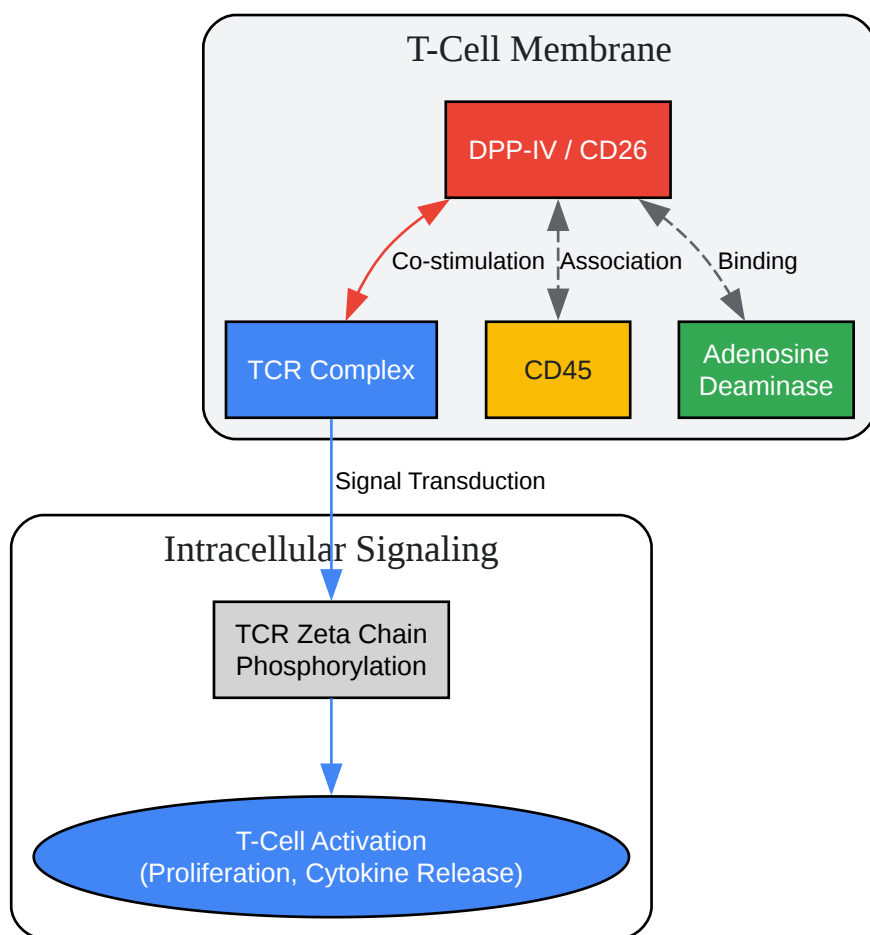 T-Cell Membrane
DPP-IV / CD26
Co-stimulation
Association
Binding
TCR Complex
CD45
Adenosine
Deaminase
Signal Transduction
Intracellular Signaling
TCR Zeta Chain
Phosphorylation
T-Cell Activation
(Proliferation, Cytokine Release)